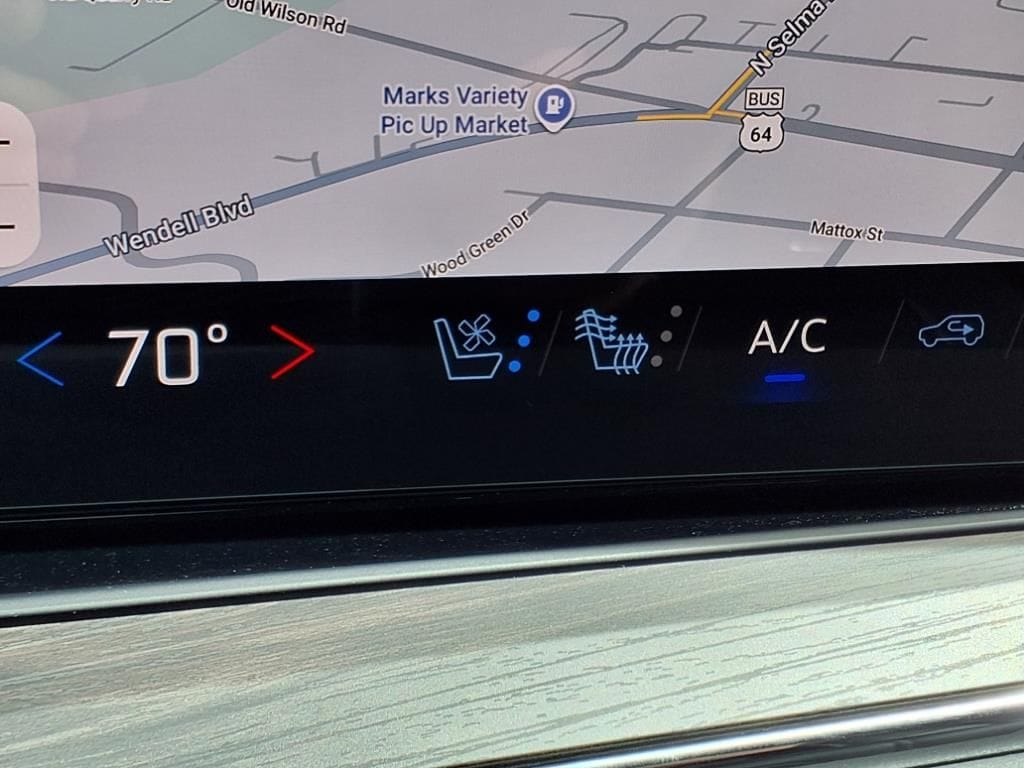 Old Wilson Rd
N Selma
Marks Variety
Pic Up Market
BUS
64
Wendell Blvd
Wood Green Dr
Mattox St
70°
A/C